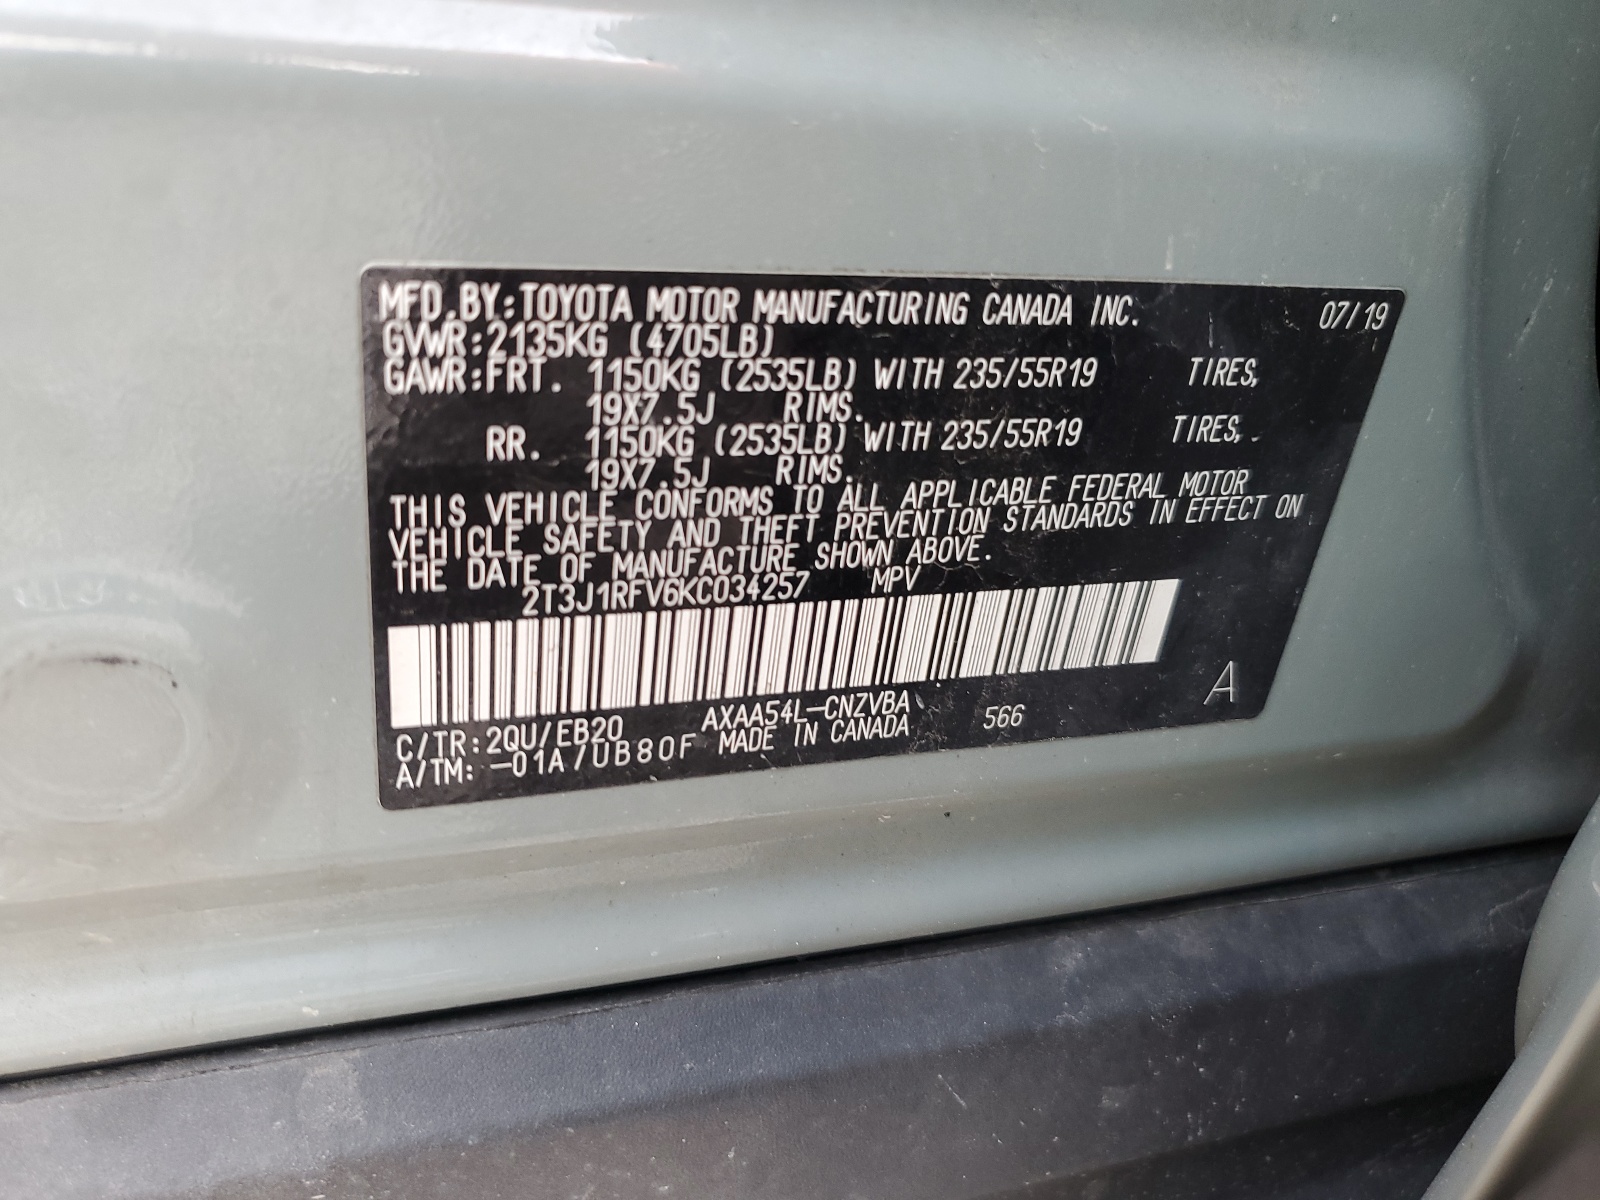 MFD.BY:TOYOTA MOTOR MANUFACTURING CANADA INC. 07/19
GVWR:2135KG (4705LB)
GAWR:FRT. 1150KG (2535LB) WITH 235/55R19 TIRES,
19X7.5J RIMS.
RR. 1150KG (2535LB) WITH 235/55R19 TIRES,
19X7.5J RIMS.
THIS VEHICLE CONFORMS TO ALL APPLICABLE FEDERAL MOTOR
VEHICLE SAFETY AND THEFT PREVENTION STANDARDS IN EFFECT ON
THE DATE OF MANUFACTURE SHOWN ABOVE.
2T3J1RFV6KC034257 MPV
A
C/TR:2QU/EB20 AXAA54L-CNZVBA 566
A/TM: -01A/UB80F MADE IN CANADA